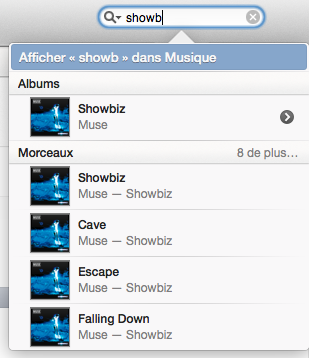 showb
Afficher « showb » dans Musique
Albums
Showbiz
Muse
Morceaux 8 de plus…
Showbiz
Muse — Showbiz
Cave
Muse — Showbiz
Escape
Muse — Showbiz
Falling Down
Muse — Showbiz